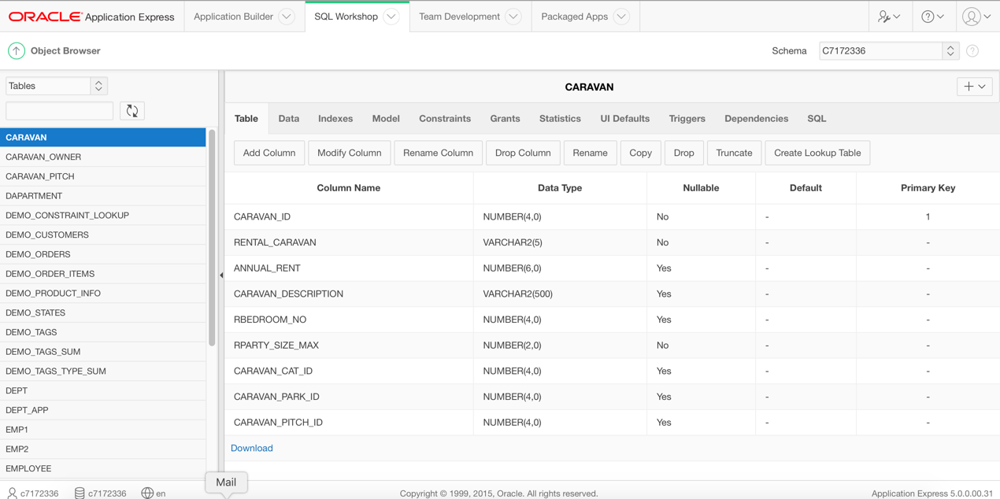 ORACLE Application Express Application Builder SQL Workshop Team Development Packaged Apps
Object Browser Schema C7172336
Tables
CARAVAN
CARAVAN_OWNER
CARAVAN_PITCH
DAPARTMENT
DEMO_CONSTRAINT_LOOKUP
DEMO_CUSTOMERS
DEMO_ORDERS
DEMO_ORDER_ITEMS
DEMO_PRODUCT_INFO
DEMO_STATES
DEMO_TAGS
DEMO_TAGS_SUM
DEMO_TAGS_TYPE_SUM
DEPT
DEPT_APP
EMP1
EMP2
EMPLOYEE
CARAVAN
Table Data Indexes Model Constraints Grants Statistics UI Defaults Triggers Dependencies SQL
Add Column Modify Column Rename Column Drop Column Rename Copy Drop Truncate Create Lookup Table
Column Name Data Type Nullable Default Primary Key
CARAVAN_ID NUMBER(4,0) No - 1
RENTAL_CARAVAN VARCHAR2(5) No - -
ANNUAL_RENT NUMBER(6,0) Yes - -
CARAVAN_DESCRIPTION VARCHAR2(500) Yes - -
RBEDROOM_NO NUMBER(4,0) Yes - -
RPARTY_SIZE_MAX NUMBER(2,0) No - -
CARAVAN_CAT_ID NUMBER(4,0) Yes - -
CARAVAN_PARK_ID NUMBER(4,0) Yes - -
CARAVAN_PITCH_ID NUMBER(4,0) Yes - -
Download
Mail
c7172336 c7172336 en Copyright © 1999, 2015, Oracle. All rights reserved. Application Express 5.0.0.00.31